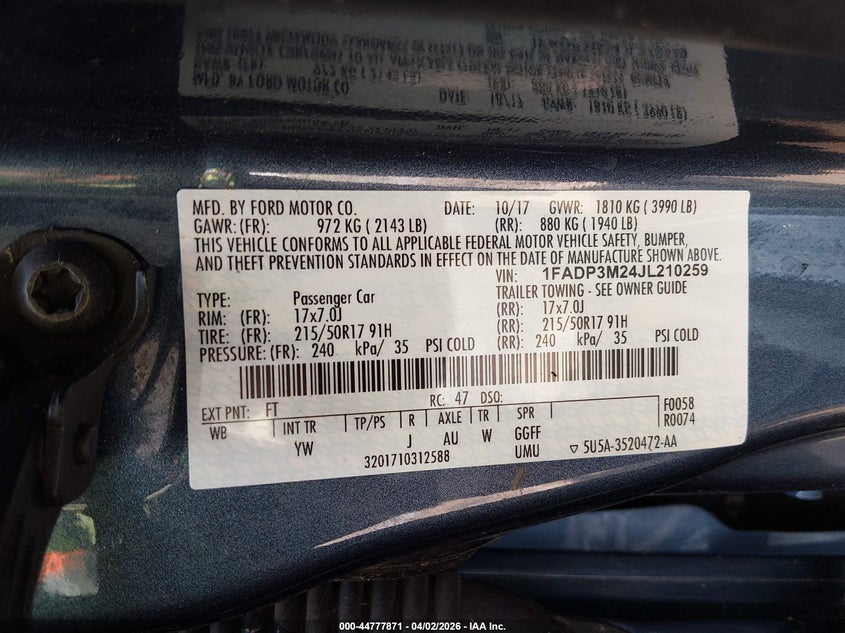 MFD. BY FORD MOTOR CO. DATE: 10/17 GVWR: 1810 KG ( 3990 LB)
GAWR: (FR): 972 KG ( 2143 LB) (RR): 880 KG ( 1940 LB)
THIS VEHICLE CONFORMS TO ALL APPLICABLE FEDERAL MOTOR VEHICLE SAFETY, BUMPER,
AND THEFT PREVENTION STANDARDS IN EFFECT ON THE DATE OF MANUFACTURE SHOWN ABOVE.
VIN: 1FADP3M24JL210259
TYPE: Passenger Car TRAILER TOWING - SEE OWNER GUIDE
RIM: (FR): 17x7.0J (RR): 17x7.0J
TIRE: (FR): 215/50R17 91H (RR): 215/50R17 91H
PRESSURE: (FR): 240 kPa/ 35 PSI COLD (RR): 240 kPa/ 35 PSI COLD
EXT PNT: FT RC: 47 DSO: F0058
WB INT TR TP/PS R AXLE TR SPR R0074
YW J AU W GGFF
3201710312588 UMU ▽ 5U5A-3520472-AA
000-44777871 | 04/02/2026 - IAA Inc.